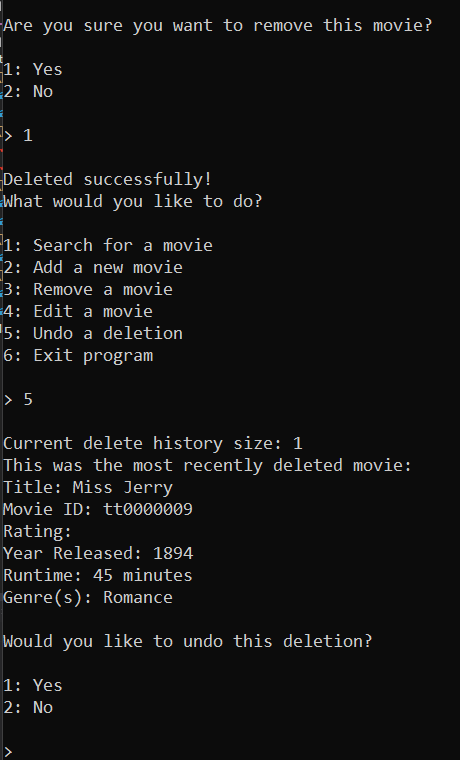 Are you sure you want to remove this movie?
1: Yes
2: No
> 1
Deleted successfully!
What would you like to do?
1: Search for a movie
2: Add a new movie
3: Remove a movie
4: Edit a movie
5: Undo a deletion
6: Exit program
> 5
Current delete history size: 1
This was the most recently deleted movie:
Title: Miss Jerry
Movie ID: tt0000009
Rating:
Year Released: 1894
Runtime: 45 minutes
Genre(s): Romance
Would you like to undo this deletion?
1: Yes
2: No
>